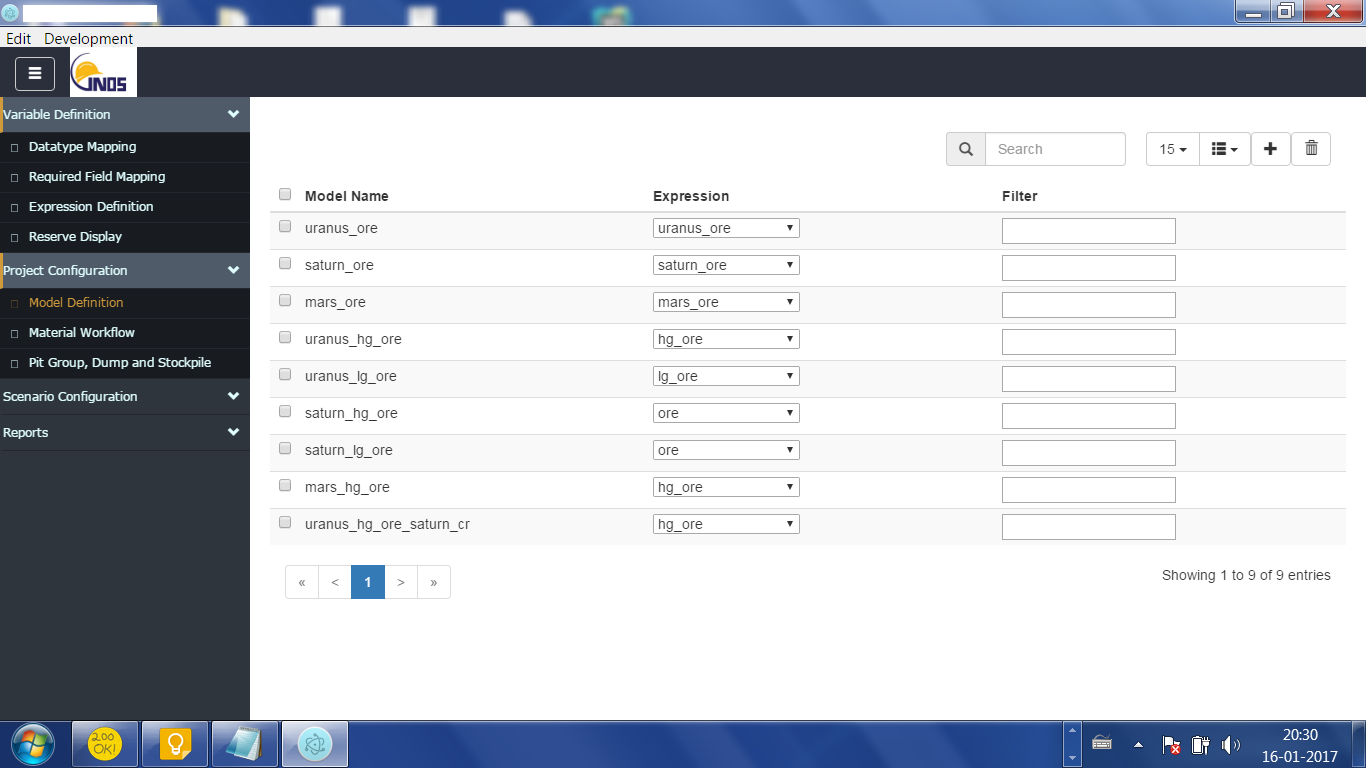 Edit Development
JNOS
Variable Definition
Datatype Mapping
Required Field Mapping
Expression Definition
Reserve Display
Project Configuration
Model Definition
Material Workflow
Pit Group, Dump and Stockpile
Scenario Configuration
Reports
Search 15
Model Name Expression Filter
uranus_ore uranus_ore
saturn_ore saturn_ore
mars_ore mars_ore
uranus_hg_ore hg_ore
uranus_lg_ore lg_ore
saturn_hg_ore ore
saturn_lg_ore ore
mars_hg_ore hg_ore
uranus_hg_ore_saturn_cr hg_ore
« < 1 > »
Showing 1 to 9 of 9 entries
200
OK!
20:30
16-01-2017